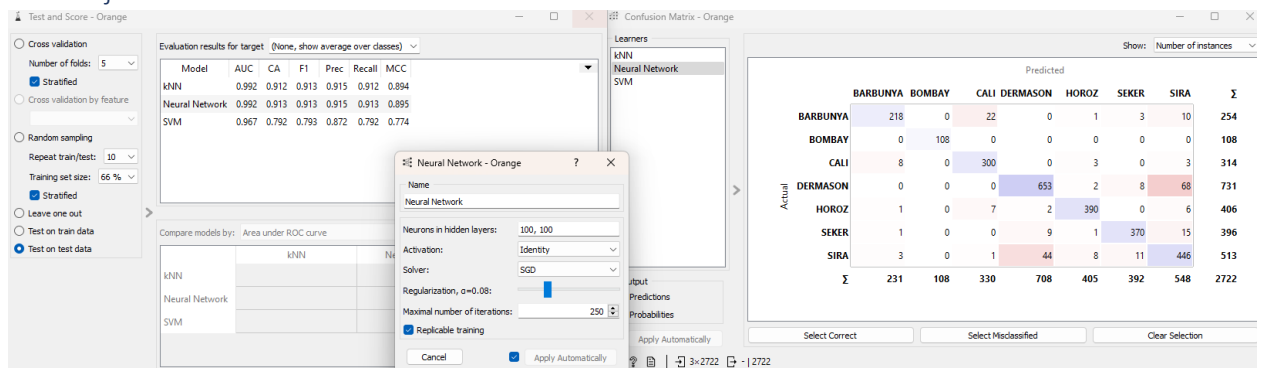 Test and Score - Orange
Cross validation
Number of folds: 5
Stratified
Cross validation by feature
Random sampling
Repeat train/test: 10
Training set size: 66 %
Stratified
Leave one out
Test on train data
Test on test data
Evaluation results for target (None, show average over classes)
Model AUC CA F1 Prec Recall MCC
kNN 0.992 0.912 0.913 0.915 0.912 0.894
Neural Network 0.992 0.913 0.913 0.915 0.913 0.895
SVM 0.967 0.792 0.793 0.872 0.792 0.774
Compare models by: Area under ROC curve
kNN Ne
kNN
Neural Network
SVM
Neural Network - Orange ? X
Name
Neural Network
Neurons in hidden layers: 100, 100
Activation: Identity
Solver: SGD
Regularization, α=0.08:
Maximal number of iterations: 250
Replicable training
Cancel Apply Automatically
Confusion Matrix - Orange
Learners
kNN
Neural Network
SVM
utput
Predictions
Probabilities
Apply Automatically
Show: Number of instances
Predicted
BARBUNYA BOMBAY CALI DERMASON HOROZ SEKER SIRA Σ
Actual
BARBUNYA 218 0 22 0 1 3 10 254
BOMBAY 0 108 0 0 0 0 0 108
CALI 8 0 300 0 3 0 3 314
DERMASON 0 0 0 653 2 8 68 731
HOROZ 1 0 7 2 390 0 6 406
SEKER 1 0 0 9 1 370 15 396
SIRA 3 0 1 44 8 11 446 513
Σ 231 108 330 708 405 392 548 2722
Select Correct Select Misclassified Clear Selection
3×2722 - | 2722